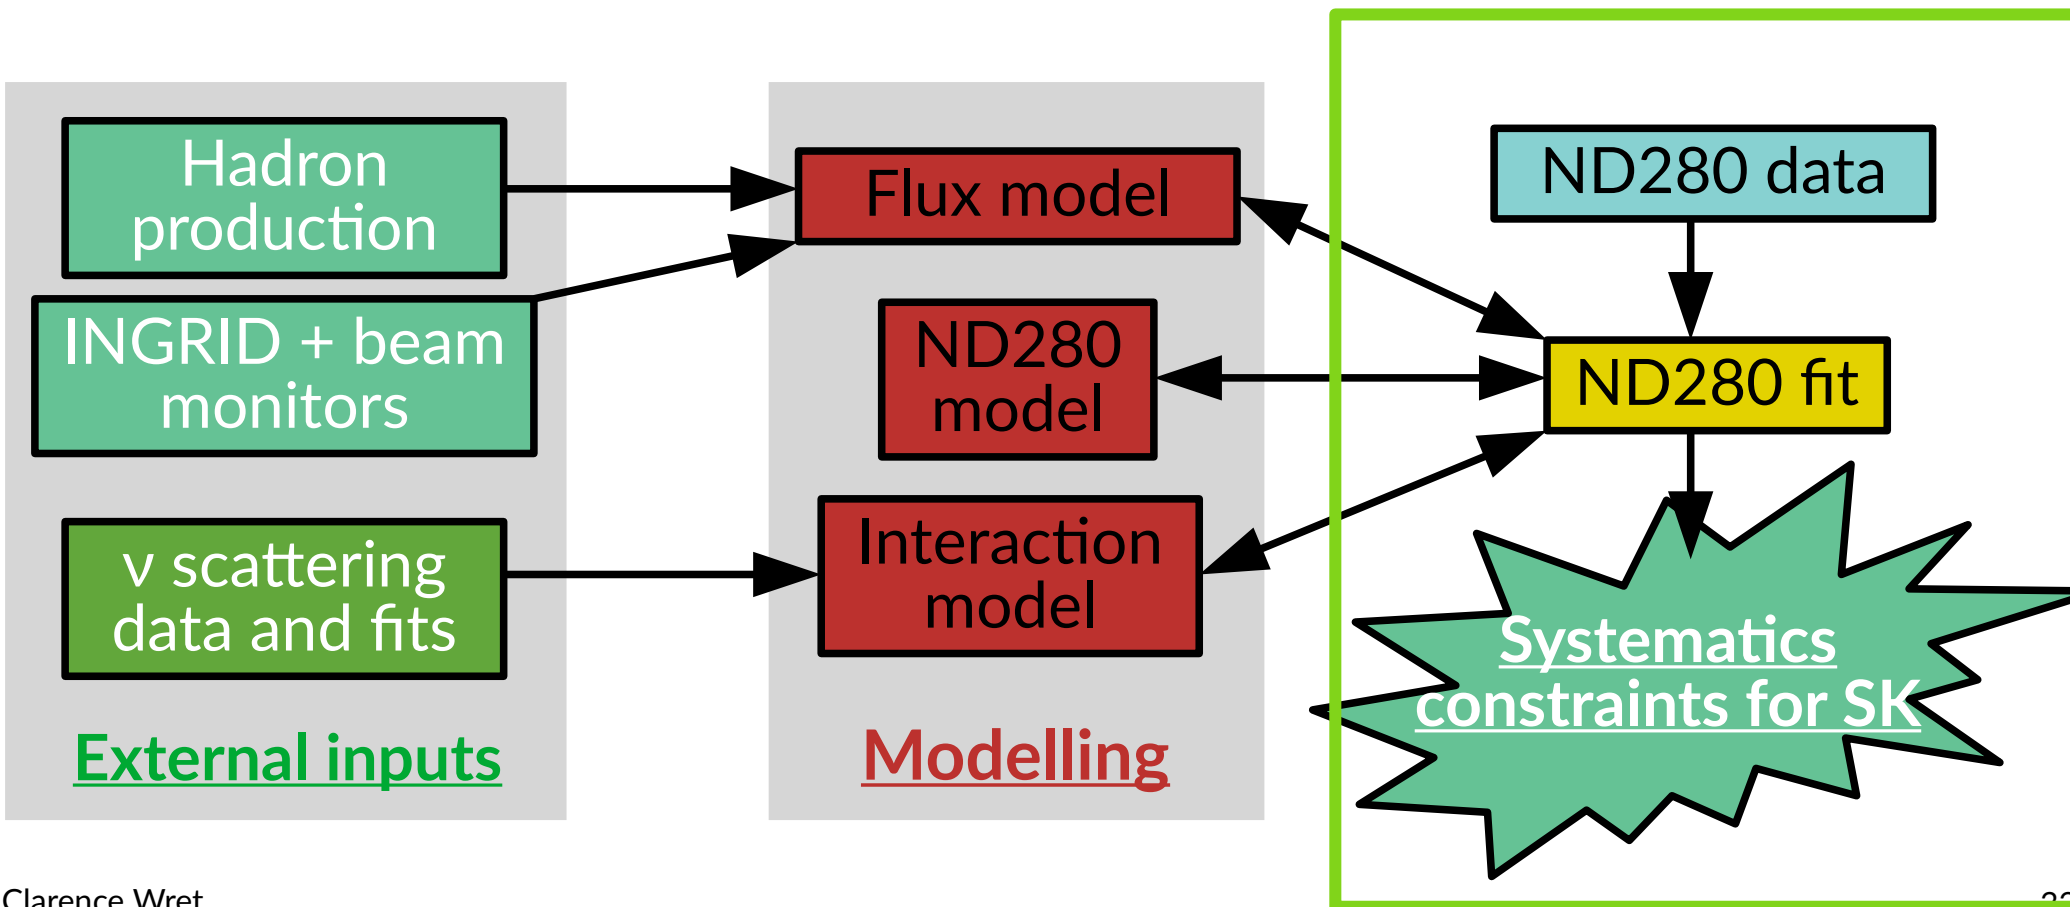 Hadron
production
INGRID + beam
monitors
ν scattering
data and fits
External inputs
Flux model
ND280
model
Interaction
model
Modelling
ND280 data
ND280 fit
Systematics
constraints for SK
Clarence Wret